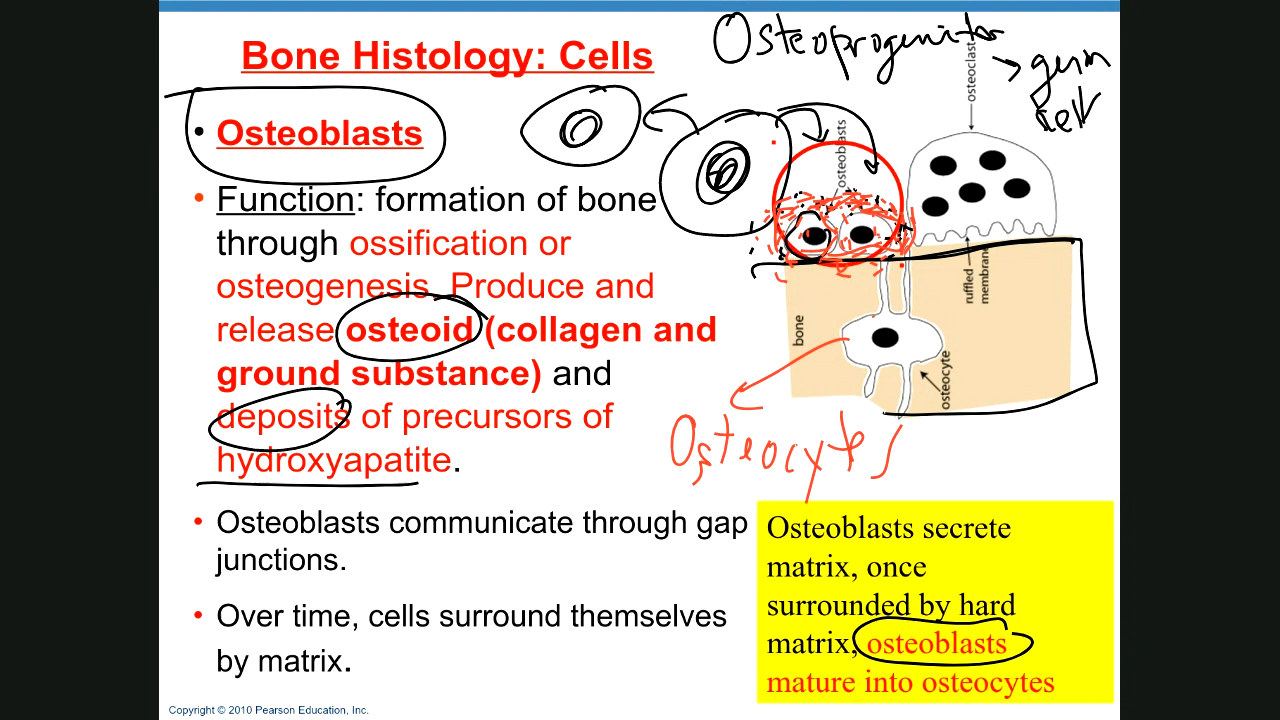 Bone Histology: Cells
Osteoprogenitor
→ germ
cell
• Osteoblasts
• Function: formation of bone
through ossification or
osteogenesis. Produce and
release osteoid (collagen and
ground substance) and
deposits of precursors of
hydroxyapatite.
• Osteoblasts communicate through gap
junctions.
• Over time, cells surround themselves
by matrix.
osteoblasts
osteoclast
bone
ruffled
membrane
osteocyte
Osteocytes
Osteoblasts secrete
matrix, once
surrounded by hard
matrix, osteoblasts
mature into osteocytes
Copyright © 2010 Pearson Education, Inc.